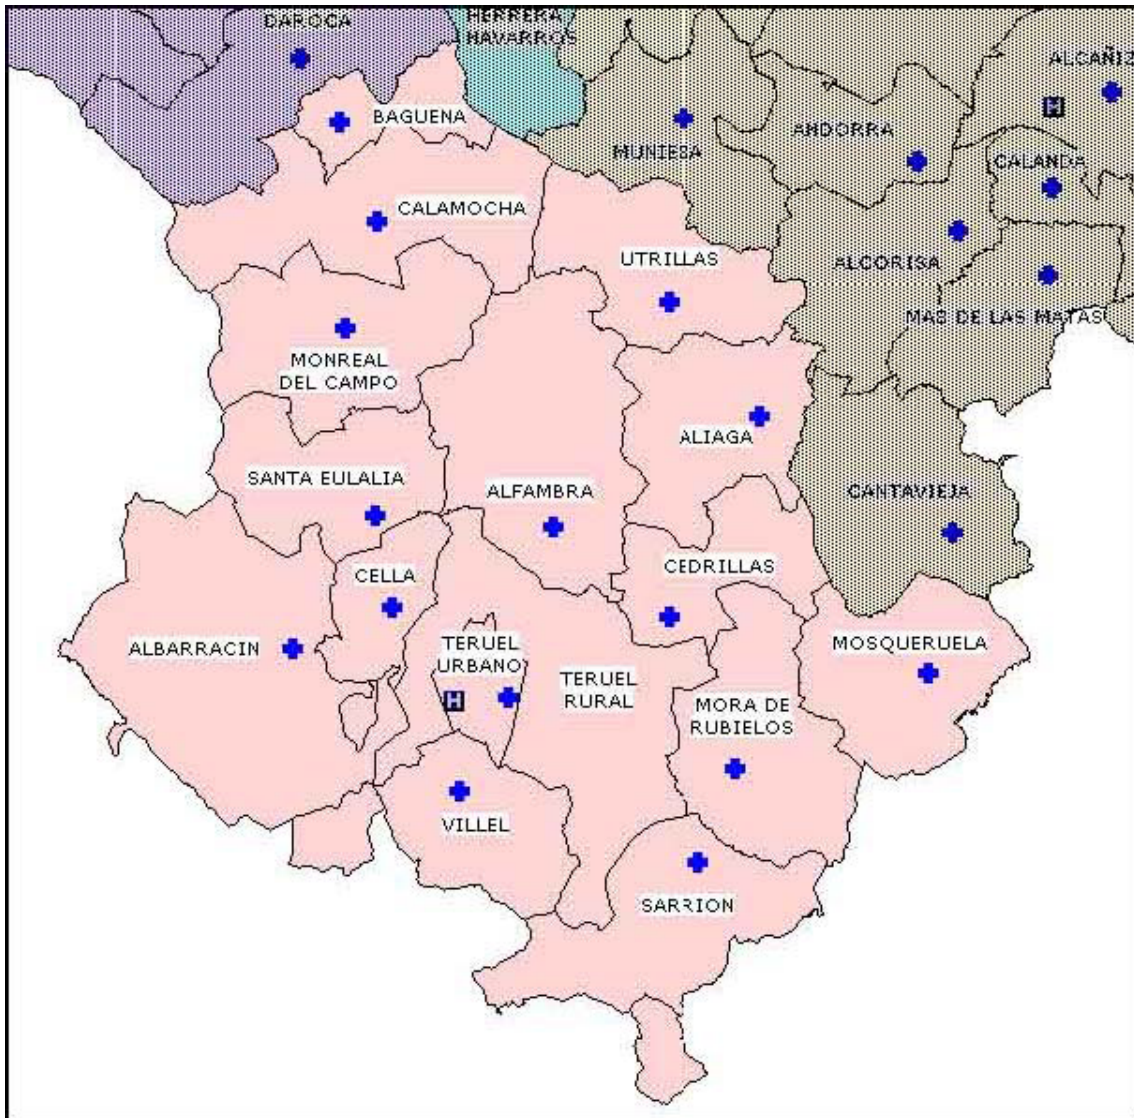 DAROCA
HERRERA
NAVARROS
ALCAÑIZ
BAGUENA
ANDORRA
MUNIESA
CALANDA
CALAMOCHA
UTRILLAS
ALCORISA
MAS DE LAS MATAS
MONREAL
DEL CAMPO
ALIAGA
SANTA EULALIA
ALFAMBRA
CANTAVIEJA
CEDRILLAS
CELLA
ALBARRACIN
TERUEL
URBANO
MOSQUERUELA
TERUEL
RURAL
H
MORA DE
RUBIELOS
VILLEL
SARRION
H